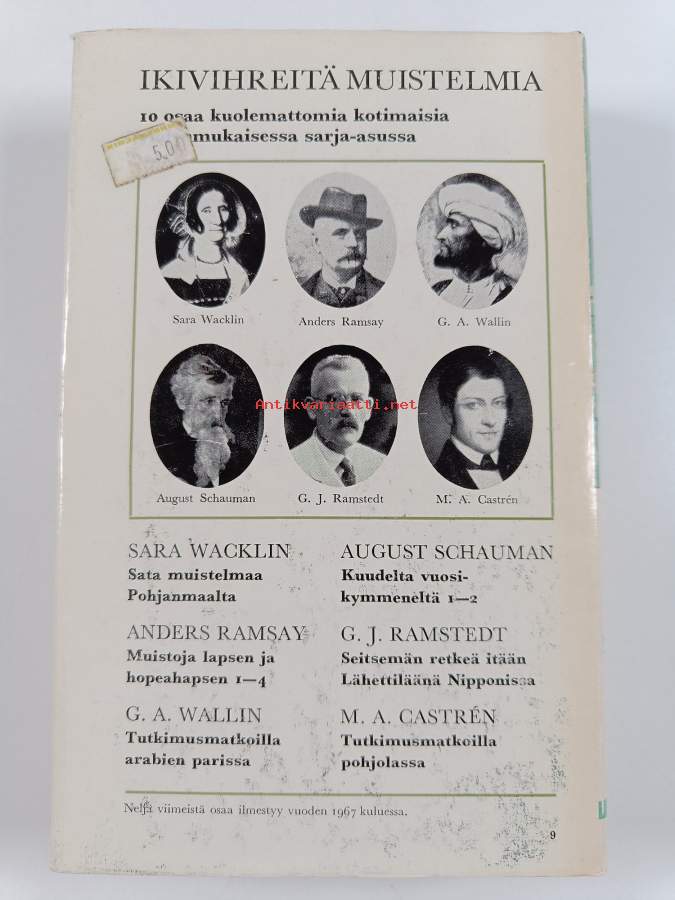 IKIVIHREITÄ MUISTELMIA
10 osaa kuolemattomia kotimaisia
mukaisessa sarja-asussa
5,00
Sara Wacklin
Anders Ramsay
G. A. Wallin
Antikvariaatti.net
August Schauman
G. J. Ramstedt
M. A. Castrén
SARA WACKLIN
Sata muistelmaa
Pohjanmaalta
AUGUST SCHAUMAN
Kuudelta vuosi-
kymmeneltä 1—2
ANDERS RAMSAY
Muistoja lapsen ja
hopeahapsen 1—4
G. J. RAMSTEDT
Seitsemän retkeä itään
Lähettiläänä Nipponissa
G. A. WALLIN
Tutkimusmatkoilla
arabien parissa
M. A. CASTRÉN
Tutkimusmatkoilla
pohjolassa
Neljä viimeistä osaa ilmestyy vuoden 1967 kuluessa.
9